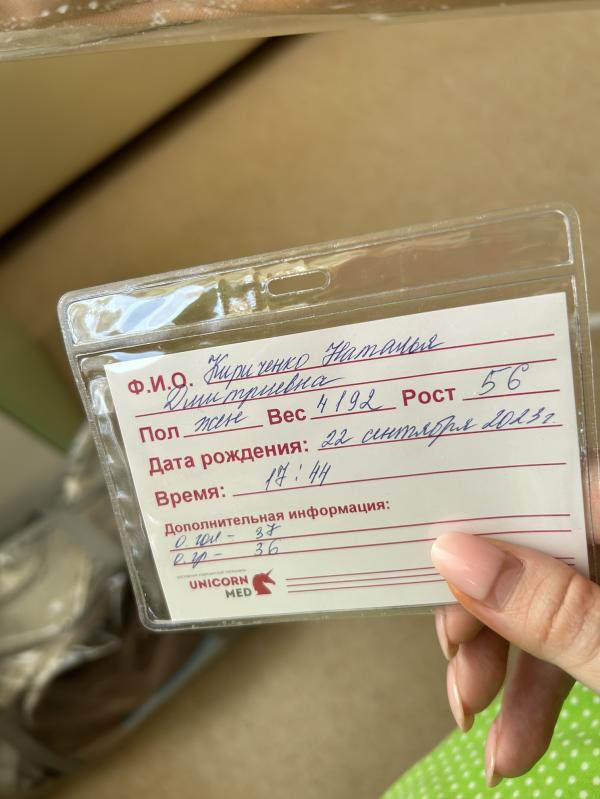 Ф.И.О. Кириченко Наталья
Дмитриевна
Пол жен Вес 4192 Рост 56
Дата рождения: 22 сентября 2023г.
Время: 17:44
Дополнительная информация:
о.гол - 37
о.гр - 36
UNICORN
MED